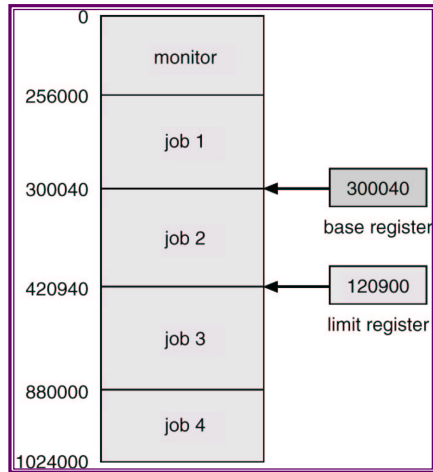 0
monitor
256000
job 1
300040
300040
base register
job 2
420940
120900
limit register
job 3
880000
job 4
1024000